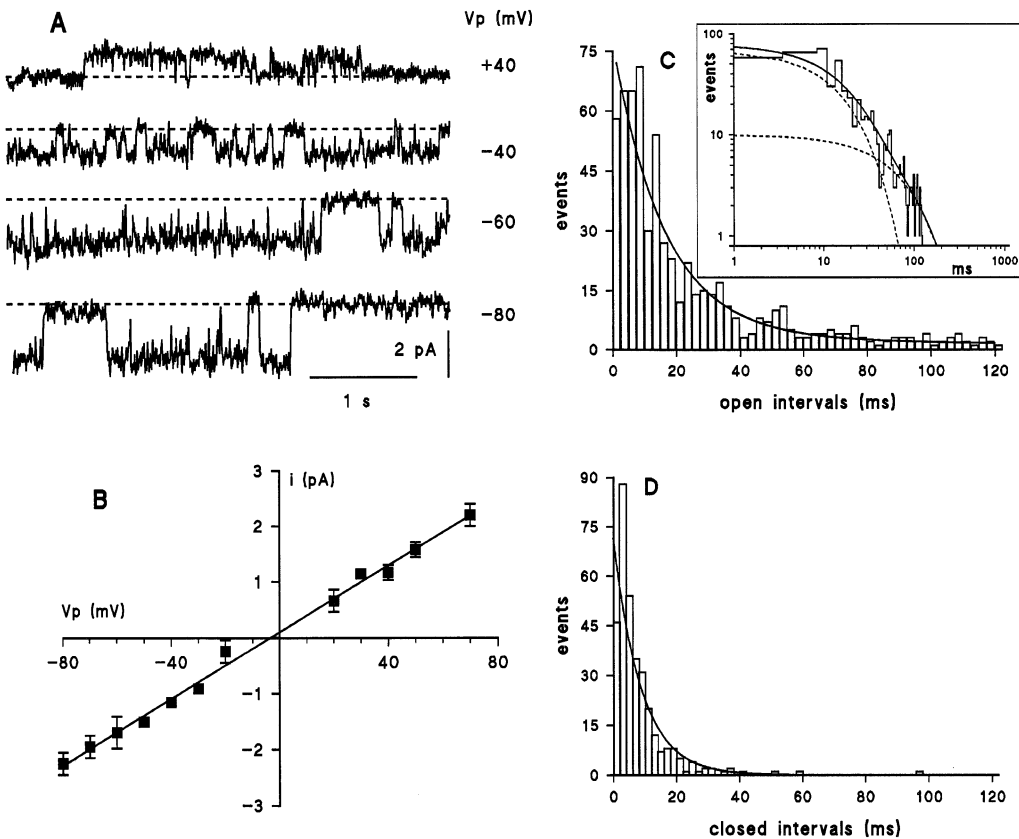 A
Vp (mV)
+40
−40
−60
−80
2 pA
1 s
C
75
60
45
30
15
0
events
0 20 40 60 80 100 120
open intervals (ms)
100
10
1
events
1 10 100 1000
ms
B
3
2
1
−1
−2
−3
i (pA)
Vp (mV)
−80 −40 40 80
D
90
75
60
45
30
15
0
events
0 20 40 60 80 100 120
closed intervals (ms)